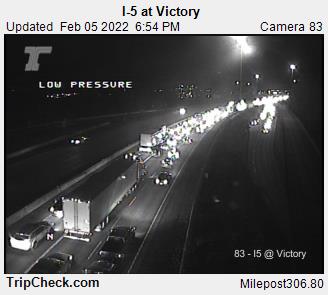 I-5 at Victory
Updated Feb 05 2022 6:54 PM Camera 83
T
LOW PRESSURE
N
83 - I5 @ Victory
TripCheck.com Milepost306.80